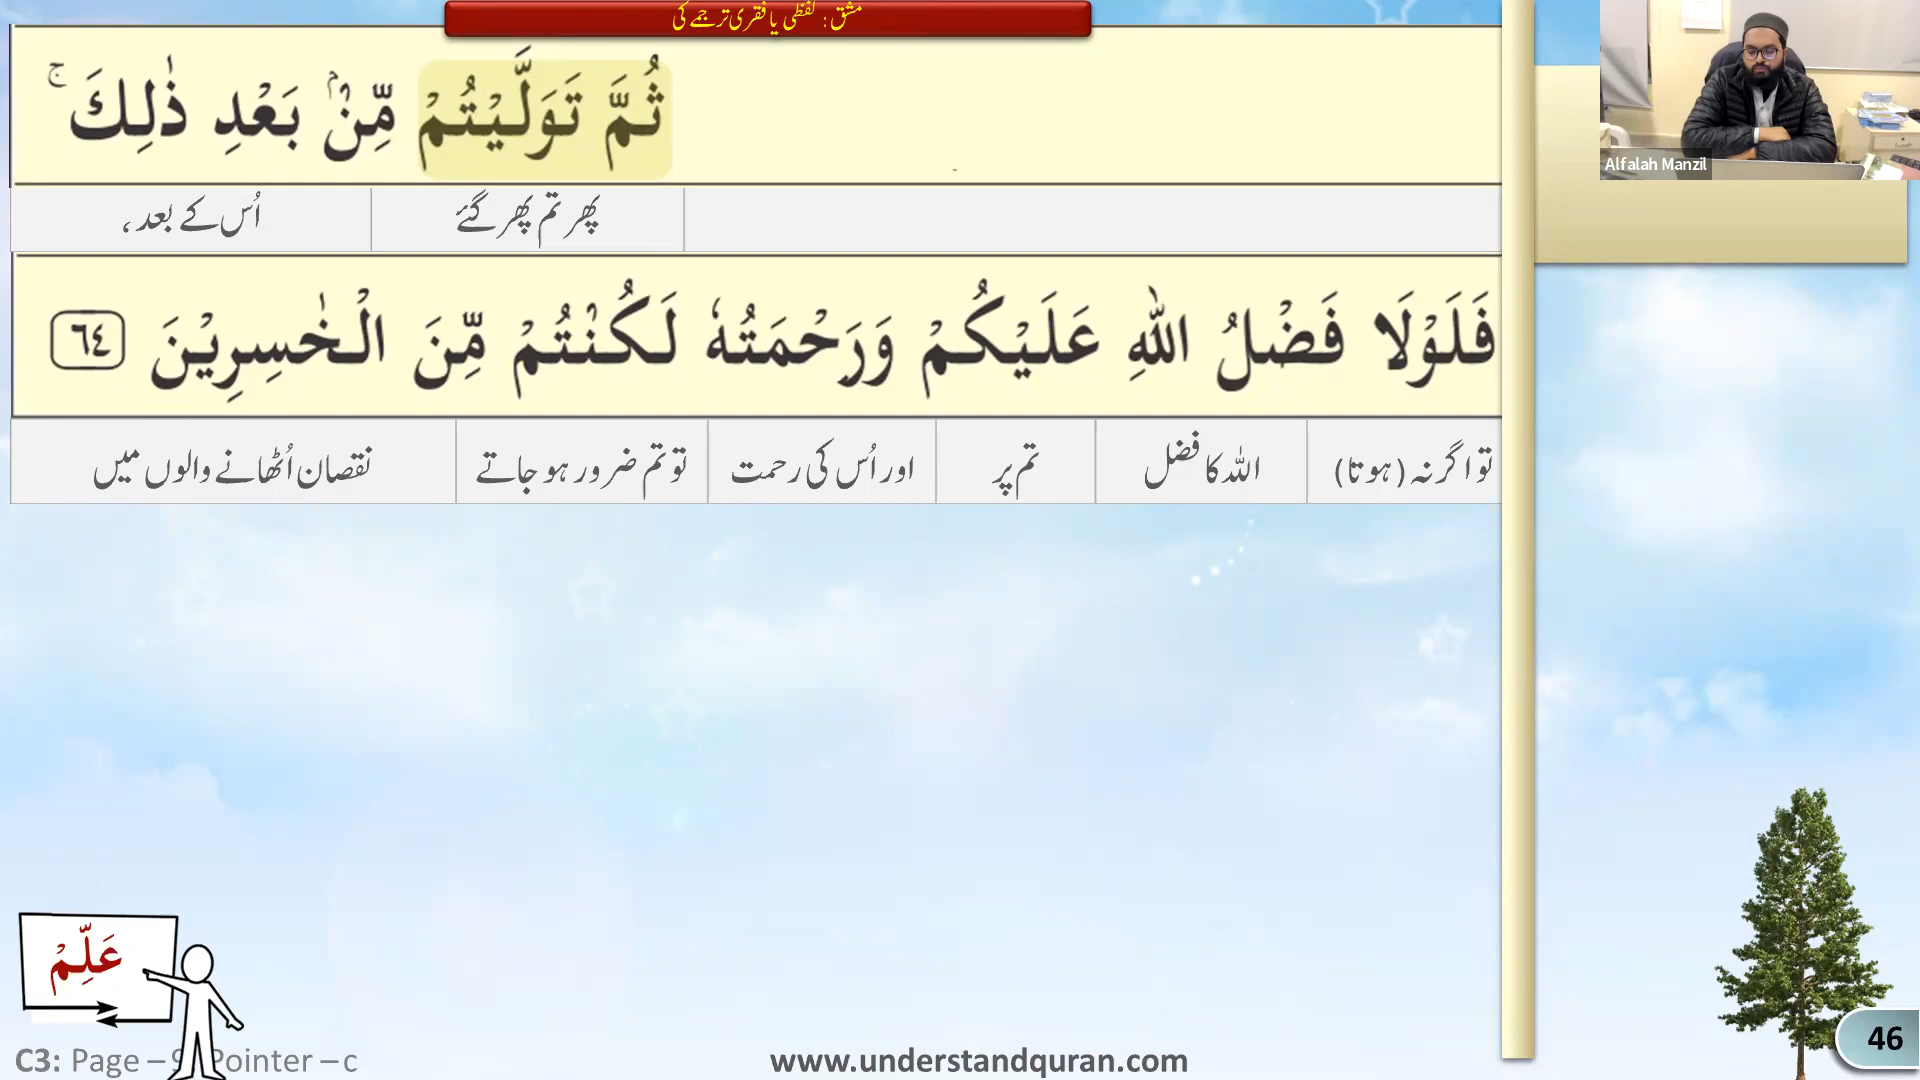 مشق : لفظی یا فقری ترجمے کی
ثُمَّ تَوَلَّيْتُمْ مِّنْۢ بَعْدِ ذٰلِكَ ۚ
پھر تم پھر گئے اُس کے بعد،
فَلَوْلَا فَضْلُ اللّٰهِ عَلَيْكُمْ وَرَحْمَتُهٗ لَكُنْتُمْ مِّنَ الْخٰسِرِيْنَ ٦٤
تو اگر نہ (ہوتا) اللہ کا فضل تم پر اور اُس کی رحمت تو تم ضرور ہو جاتے نقصان اُٹھانے والوں میں
Alfalah Manzil
عَلِّمْ
C3: Page – 9 Pointer – c
www.understandquran.com
46